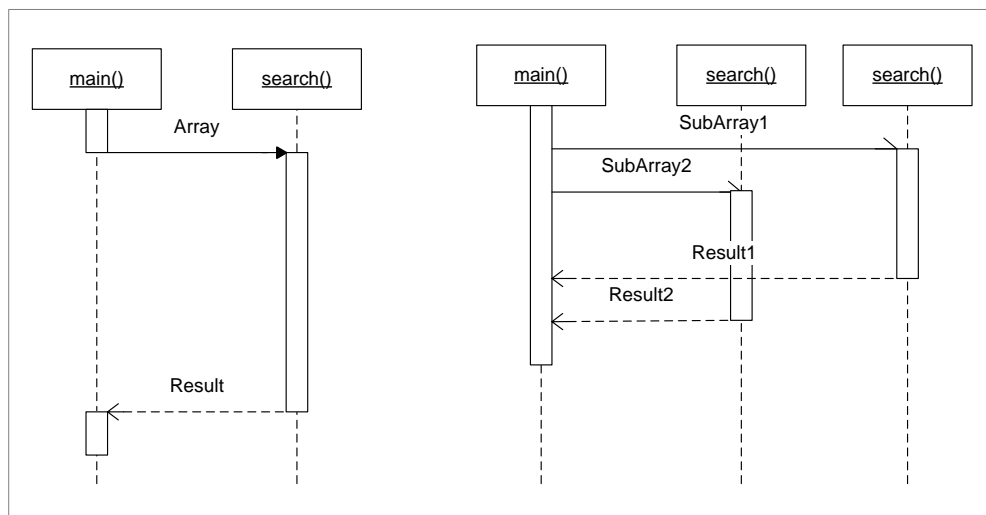 main()
search()
Array
Result
main()
search()
search()
SubArray1
SubArray2
Result1
Result2